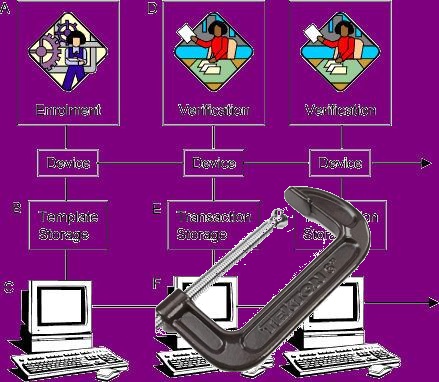 A
D
Enrolment
Verification
Verification
Device
Device
Device
B
Template
Storage
E
Transaction
Storage
C
F